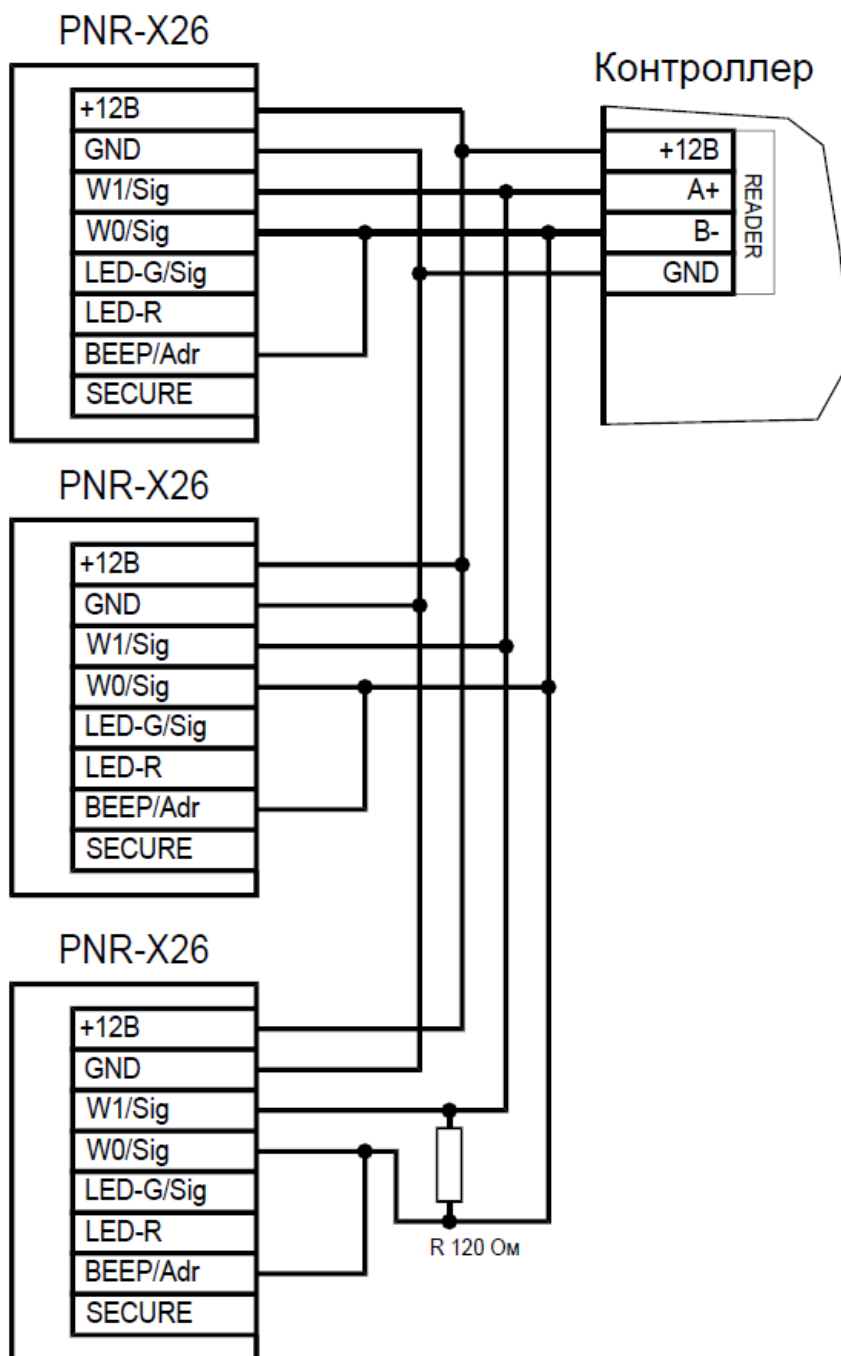 PNR-X26
+12В
GND
W1/Sig
W0/Sig
LED-G/Sig
LED-R
BEEP/Adr
SECURE
Контроллер
+12В
A+
B-
GND
READER
PNR-X26
+12В
GND
W1/Sig
W0/Sig
LED-G/Sig
LED-R
BEEP/Adr
SECURE
PNR-X26
+12В
GND
W1/Sig
W0/Sig
LED-G/Sig
LED-R
BEEP/Adr
SECURE
R 120 Ом